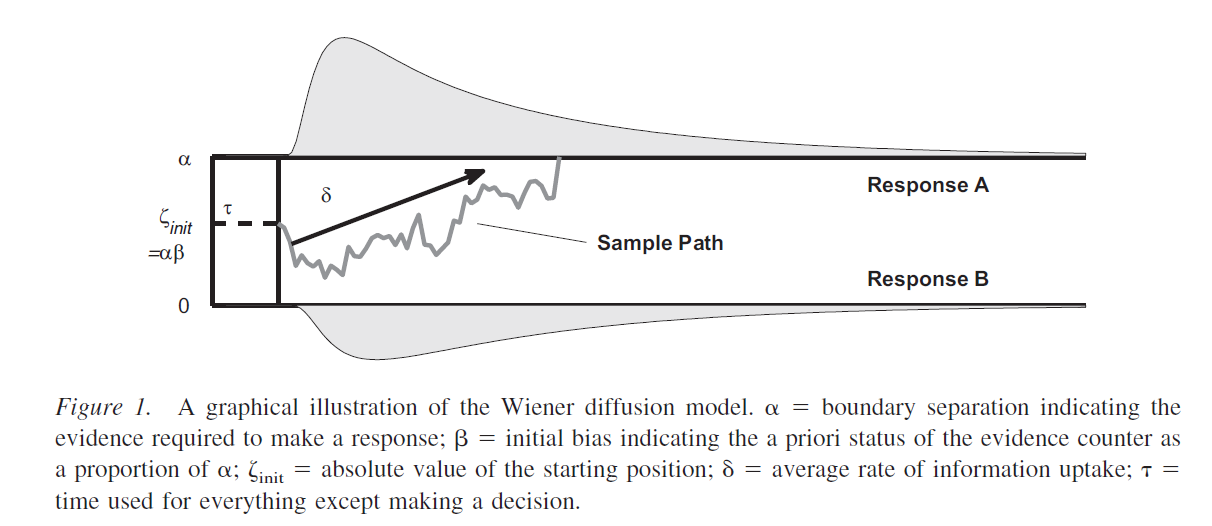 α
δ
τ
Response A
ζinit
=αβ
Sample Path
Response B
0
Figure 1. A graphical illustration of the Wiener diffusion model. α = boundary separation indicating the
evidence required to make a response; β = initial bias indicating the a priori status of the evidence counter as
a proportion of α; ζinit = absolute value of the starting position; δ = average rate of information uptake; τ =
time used for everything except making a decision.